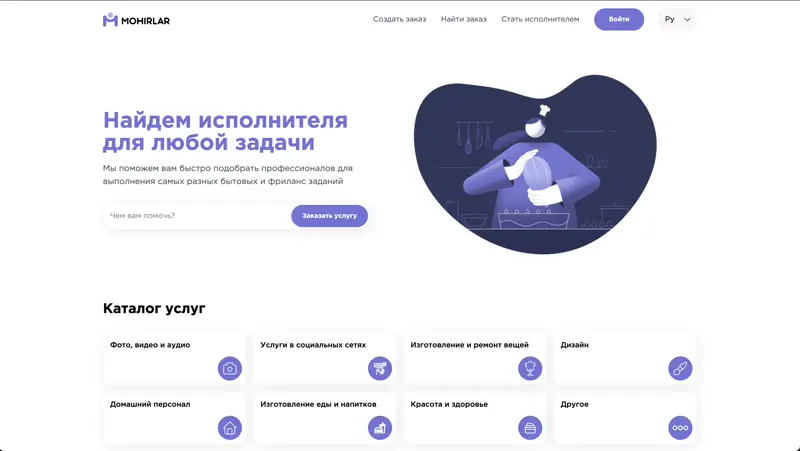 MOHIRLAR
Создать заказ
Найти заказ
Стать исполнителем
Войти
Ру
Найдем исполнителя
для любой задачи
Мы поможем вам быстро подобрать профессионалов для
выполнения самых разных бытовых и фриланс заданий
Чем вам помочь?
Заказать услугу
Каталог услуг
Фото, видео и аудио
Услуги в социальных сетях
Изготовление и ремонт вещей
Дизайн
Домашний персонал
Изготовление еды и напитков
Красота и здоровье
Другое